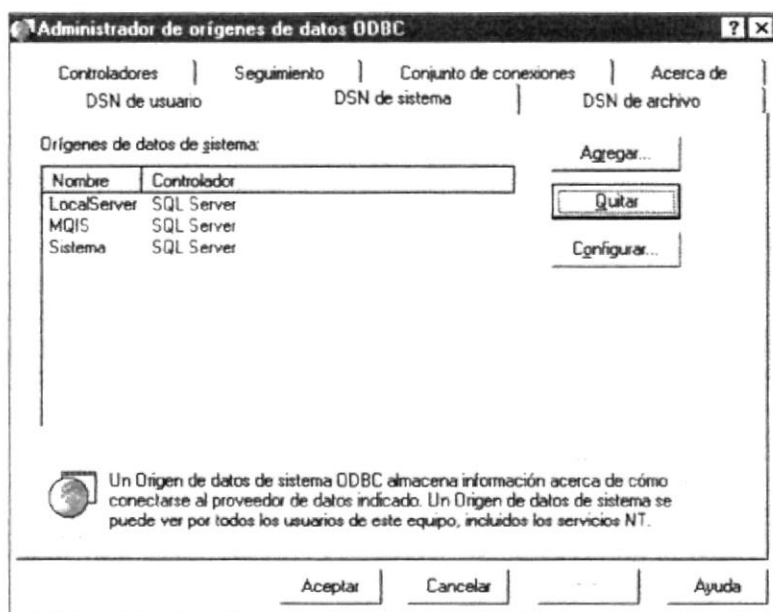 Administrador de orígenes de datos ODBC
Controladores Seguimiento Conjunto de conexiones Acerca de
DSN de usuario DSN de sistema DSN de archivo
Orígenes de datos de sistema:
Agregar...
Nombre Controlador
LocalServer SQL Server
Quitar
MQIS SQL Server
Sistema SQL Server
Configurar...
Un Origen de datos de sistema ODBC almacena información acerca de cómo
conectarse al proveedor de datos indicado. Un Origen de datos de sistema se
puede ver por todos los usuarios de este equipo, incluidos los servicios NT.
Aceptar Cancelar Ayuda